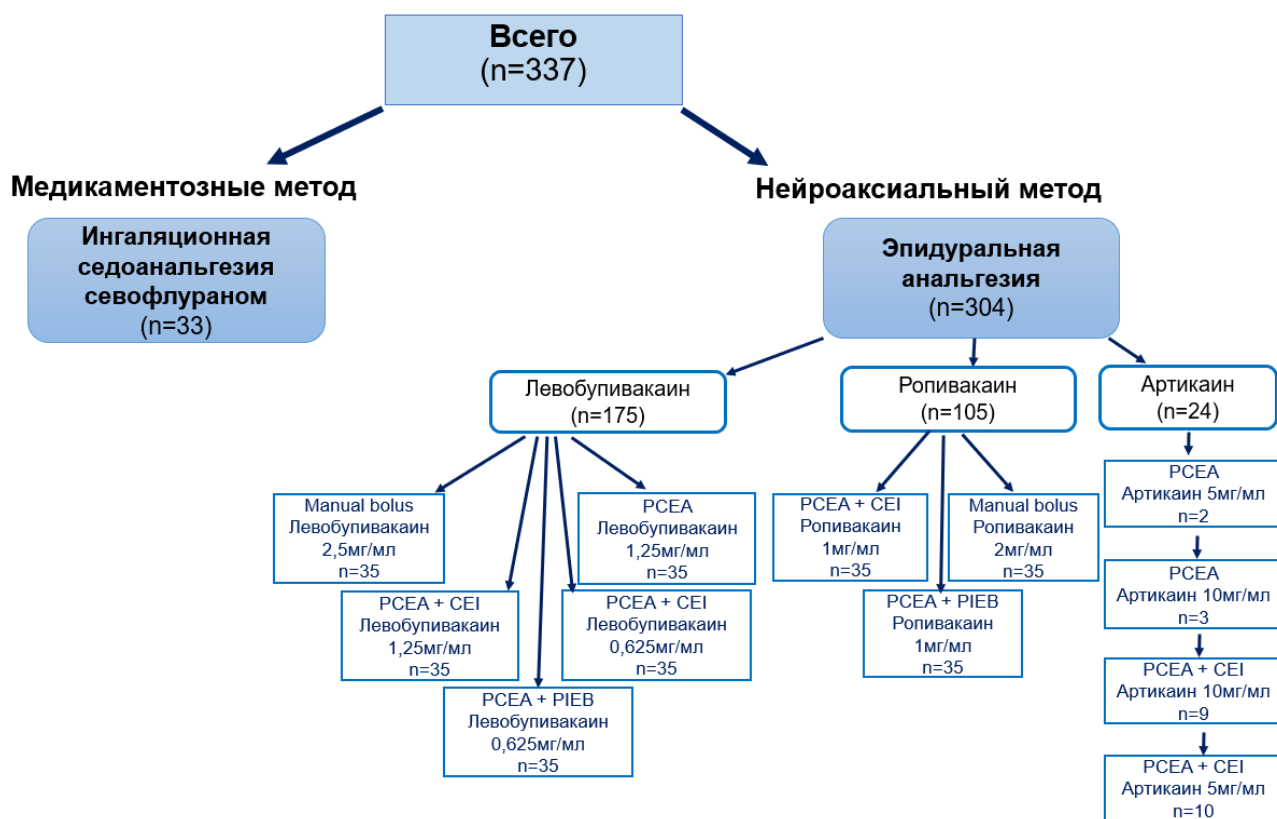 Всего
(n=337)
Медикаментозные метод
Ингаляционная
седоанальгезия
севофлураном
(n=33)
Нейроаксиальный метод
Эпидуральная
анальгезия
(n=304)
Левобупивакаин
(n=175)
Ропивакаин
(n=105)
Артикаин
(n=24)
Manual bolus
Левобупивакаин
2,5мг/мл
n=35
PCEA
Левобупивакаин
1,25мг/мл
n=35
PCEA + CEI
Левобупивакаин
1,25мг/мл
n=35
PCEA + CEI
Левобупивакаин
0,625мг/мл
n=35
PCEA + PIEB
Левобупивакаин
0,625мг/мл
n=35
PCEA + CEI
Ропивакаин
1мг/мл
n=35
Manual bolus
Ропивакаин
2мг/мл
n=35
PCEA + PIEB
Ропивакаин
1мг/мл
n=35
PCEA
Артикаин 5мг/мл
n=2
PCEA
Артикаин 10мг/мл
n=3
PCEA + CEI
Артикаин 10мг/мл
n=9
PCEA + CEI
Артикаин 5мг/мл
n=10